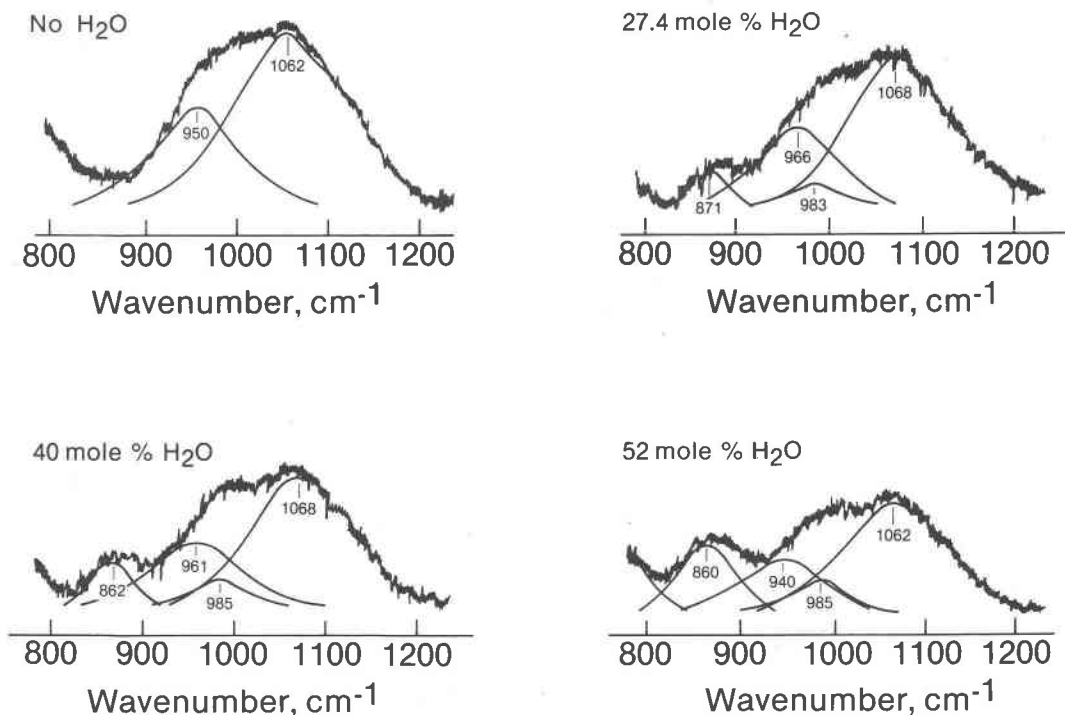 No H2O
1062
950
800 900 1000 1100 1200
Wavenumber, cm-1
27.4 mole % H2O
1068
966
871
983
800 900 1000 1100 1200
Wavenumber, cm-1
40 mole % H2O
1068
961
862
985
800 900 1000 1100 1200
Wavenumber, cm-1
52 mole % H2O
1062
860
940
985
800 900 1000 1100 1200
Wavenumber, cm-1